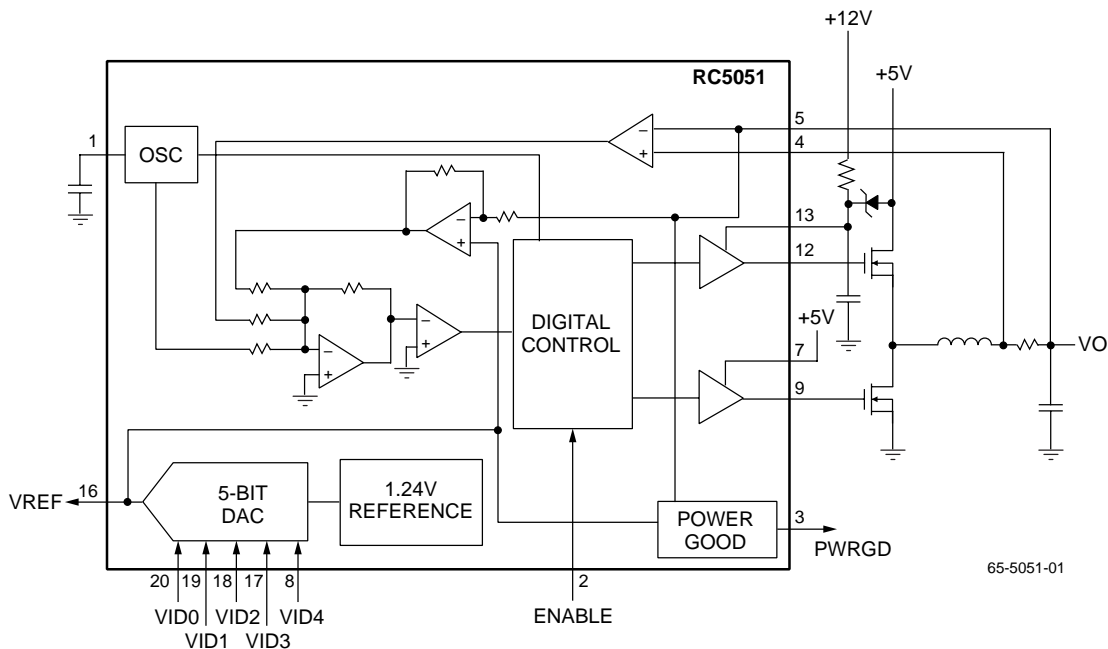 +12V
RC5051
+5V
1
OSC
5
4
−
+
−
+
13
12
DIGITAL
CONTROL
+5V
7
9
VO
−
+
−
+
VREF
16
5-BIT
DAC
1.24V
REFERENCE
POWER
GOOD
3
PWRGD
65-5051-01
20
19
18
17
8
2
VID0
VID2
VID4
VID1
VID3
ENABLE